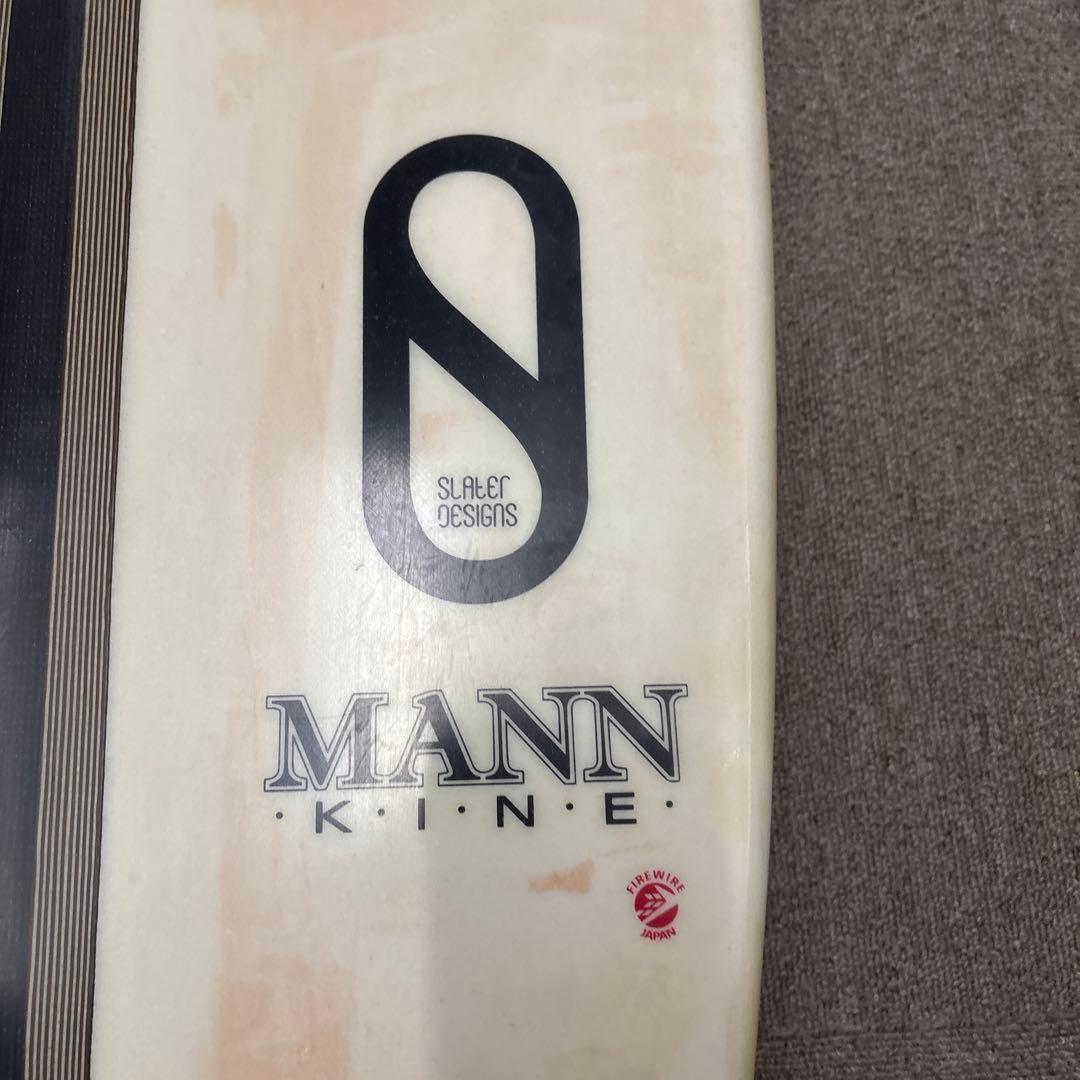 SLATER
DESIGNS
MANN
·K·I·N·E·
FIREWIRE
JAPAN